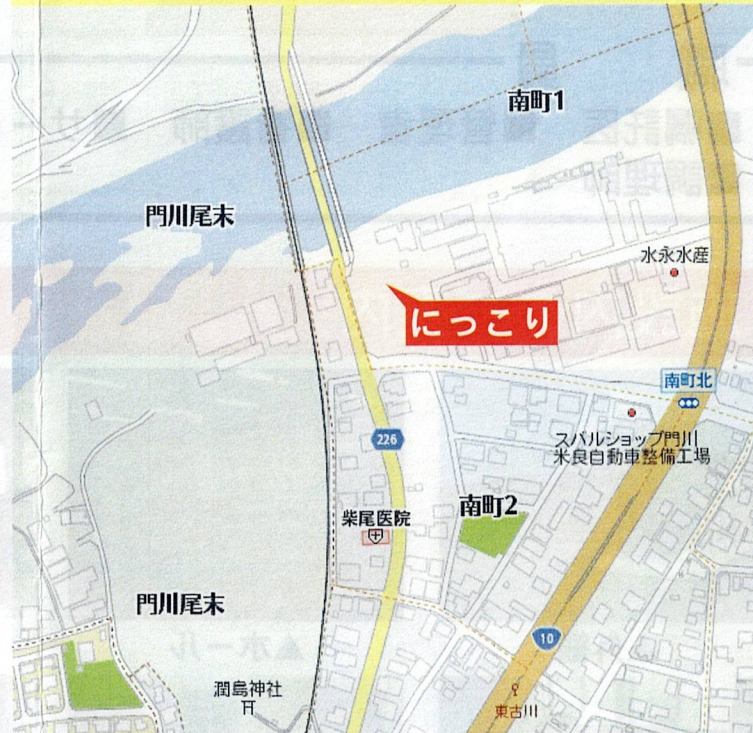 南町1
門川尾末
水永水産
にっこり
南町北
スバルショップ門川
米良自動車整備工場
226
柴尾医院
南町2
門川尾末
10
潤島神社
東古川